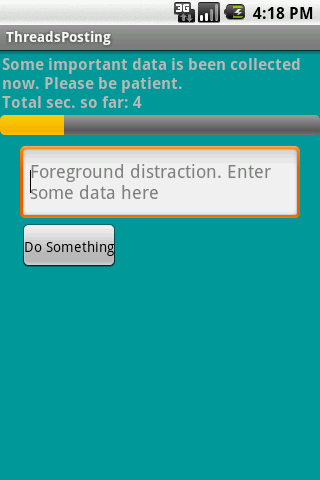 3G 4:18 PM
ThreadsPosting
Some important data is been collected
now. Please be patient.
Total sec. so far: 4
Foreground distraction. Enter
some data here
Do Something